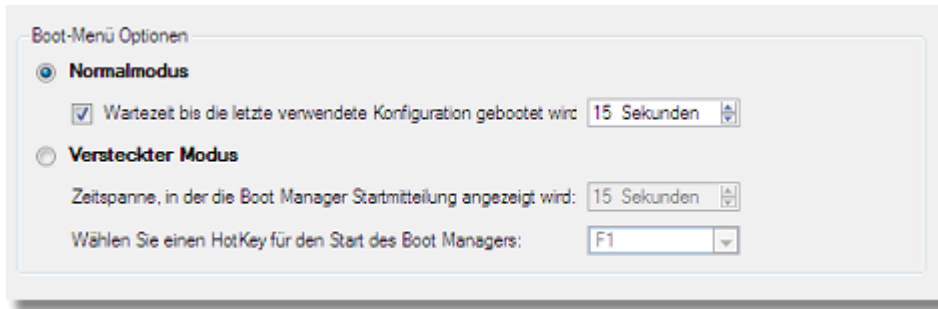 Boot-Menü Optionen
Normalmodus
Wartezeit bis die letzte verwendete Konfiguration gebootet wird 15 Sekunden
Versteckter Modus
Zeitspanne, in der die Boot Manager Startmitteilung angezeigt wird: 15 Sekunden
Wählen Sie einen HotKey für den Start des Boot Managers: F1